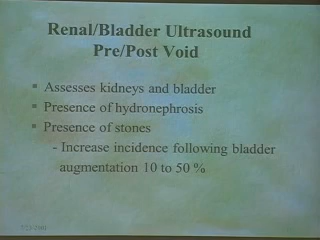 Renal/Bladder Ultrasound
Pre/Post Void
▪ Assesses kidneys and bladder
▪ Presence of hydronephrosis
▪ Presence of stones
- Increase incidence following bladder
augmentation 10 to 50 %